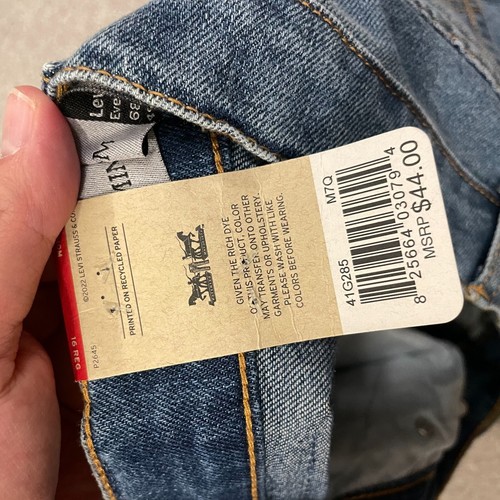 ©2022 LEVI STRAUSS & CO.
PRINTED ON RECYCLED PAPER
P2645
16 REG
GIVEN THE RICH DYE
OF THIS PRODUCT COLOR
MAY TRANSFER ONTO OTHER
GARMENTS OR UPHOLSTERY.
PLEASE WASH WITH LIKE
COLORS BEFORE WEARING.
M7Q
41G285
8 25664 03079 4
MSRP $44.00